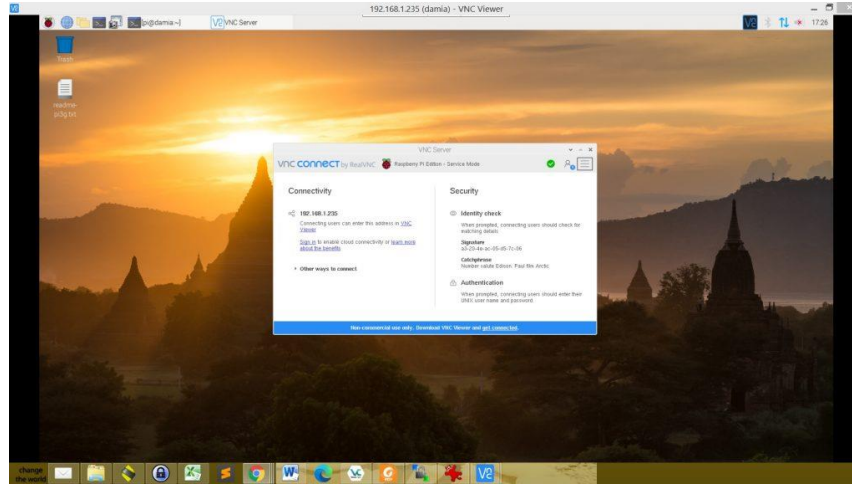 192.168.1.235 (damia) - VNC Viewer
VNC Server
17:26
Trash
readme-
pi3g.txt
VNC Server
VNC CONNECT by RealVNC Raspberry Pi Edition - Service Mode
Connectivity
192.168.1.235
Connecting users can enter this address in VNC
Viewer
Sign in to enable cloud connectivity or learn more
about the benefits
Other ways to connect
Security
Identity check
When prompted, connecting users should check for
matching details
Signature
Catchphrase
Authentication
When prompted, connecting users should enter their
UNIX user name and password.
Non-commercial use only. Download VNC Viewer and get connected.
change
the world